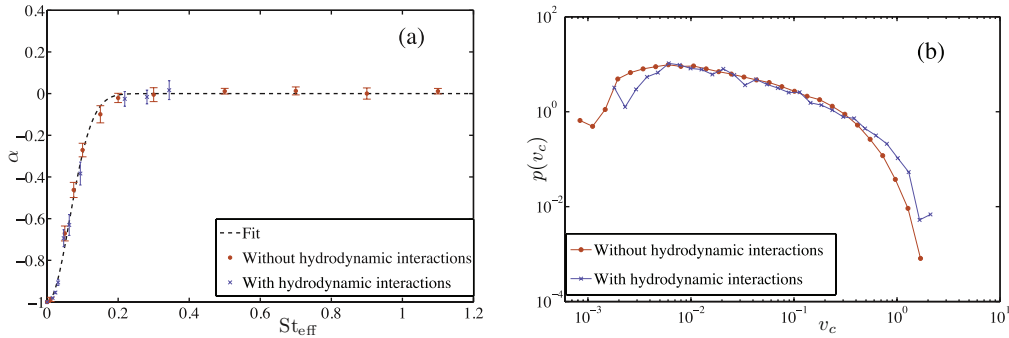 0.4
0.2
0
−0.2
−0.4
−0.6
−0.8
−1
α
(a)
Fit
Without hydrodynamic interactions
With hydrodynamic interactions
0 0.2 0.4 0.6 0.8 1 1.2
St_eff
10^2
10^0
10^−2
10^−4
p(v_c)
(b)
Without hydrodynamic interactions
With hydrodynamic interactions
10^−3 10^−2 10^−1 10^0 10^1
v_c